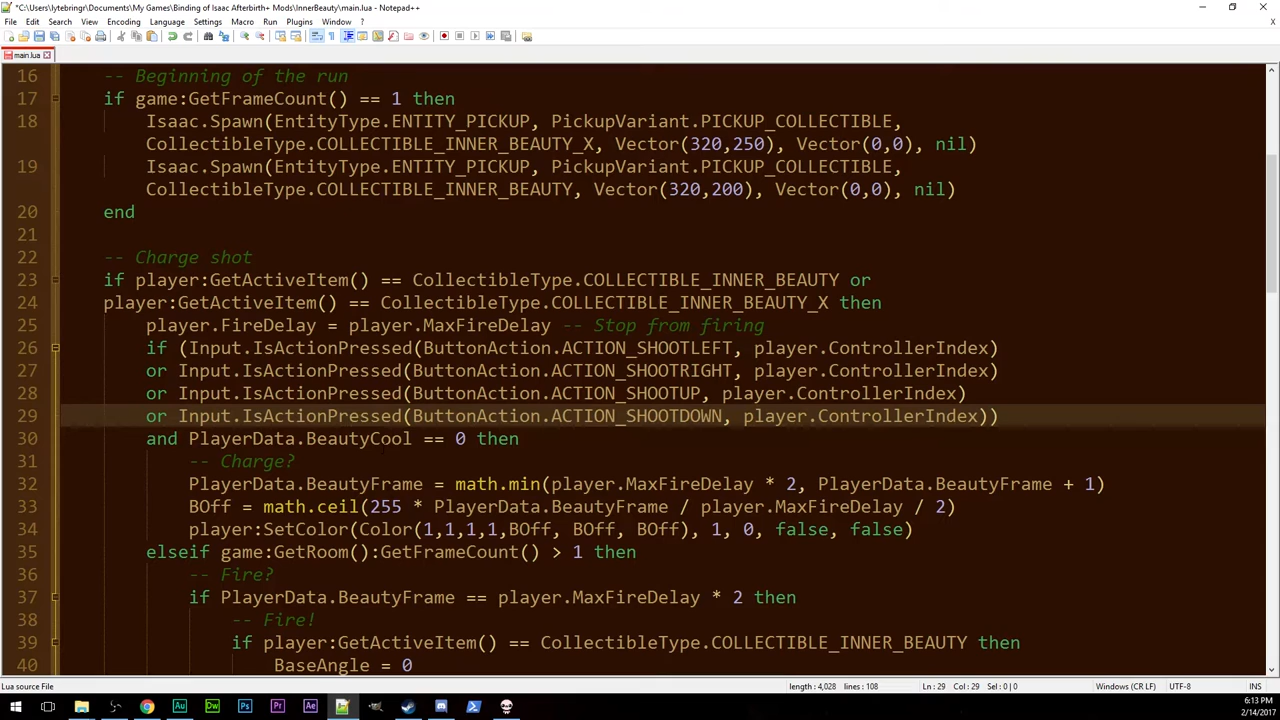 *C:\Users\lytebringr\Documents\My Games\Binding of Isaac Afterbirth+ Mods\InnerBeauty\main.lua - Notepad++
File Edit Search View Encoding Language Settings Macro Run Plugins Window ? X
main.lua
16 -- Beginning of the run
17 if game:GetFrameCount() == 1 then
18 Isaac.Spawn(EntityType.ENTITY_PICKUP, PickupVariant.PICKUP_COLLECTIBLE,
CollectibleType.COLLECTIBLE_INNER_BEAUTY_X, Vector(320,250), Vector(0,0), nil)
19 Isaac.Spawn(EntityType.ENTITY_PICKUP, PickupVariant.PICKUP_COLLECTIBLE,
CollectibleType.COLLECTIBLE_INNER_BEAUTY, Vector(320,200), Vector(0,0), nil)
20 end
21
22 -- Charge shot
23 if player:GetActiveItem() == CollectibleType.COLLECTIBLE_INNER_BEAUTY or
24 player:GetActiveItem() == CollectibleType.COLLECTIBLE_INNER_BEAUTY_X then
25 player.FireDelay = player.MaxFireDelay -- Stop from firing
26 if (Input.IsActionPressed(ButtonAction.ACTION_SHOOTLEFT, player.ControllerIndex)
27 or Input.IsActionPressed(ButtonAction.ACTION_SHOOTRIGHT, player.ControllerIndex)
28 or Input.IsActionPressed(ButtonAction.ACTION_SHOOTUP, player.ControllerIndex)
29 or Input.IsActionPressed(ButtonAction.ACTION_SHOOTDOWN, player.ControllerIndex))
30 and PlayerData.BeautyCool == 0 then
31 -- Charge?
32 PlayerData.BeautyFrame = math.min(player.MaxFireDelay * 2, PlayerData.BeautyFrame + 1)
33 BOff = math.ceil(255 * PlayerData.BeautyFrame / player.MaxFireDelay / 2)
34 player:SetColor(Color(1,1,1,1,BOff, BOff, BOff), 1, 0, false, false)
35 elseif game:GetRoom():GetFrameCount() > 1 then
36 -- Fire?
37 if PlayerData.BeautyFrame == player.MaxFireDelay * 2 then
38 -- Fire!
39 if player:GetActiveItem() == CollectibleType.COLLECTIBLE_INNER_BEAUTY then
40 BaseAngle = 0
Lua source File length : 4,028 lines : 108 Ln : 29 Col : 29 Sel : 0 | 0 Windows (CR LF) UTF-8 INS
Au Dw Ps Pr Ae 6:13 PM
2/14/2017